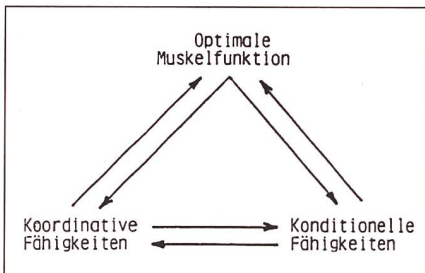 Optimale
Muskelfunktion
Koordinative
Fähigkeiten
Konditionelle
Fähigkeiten